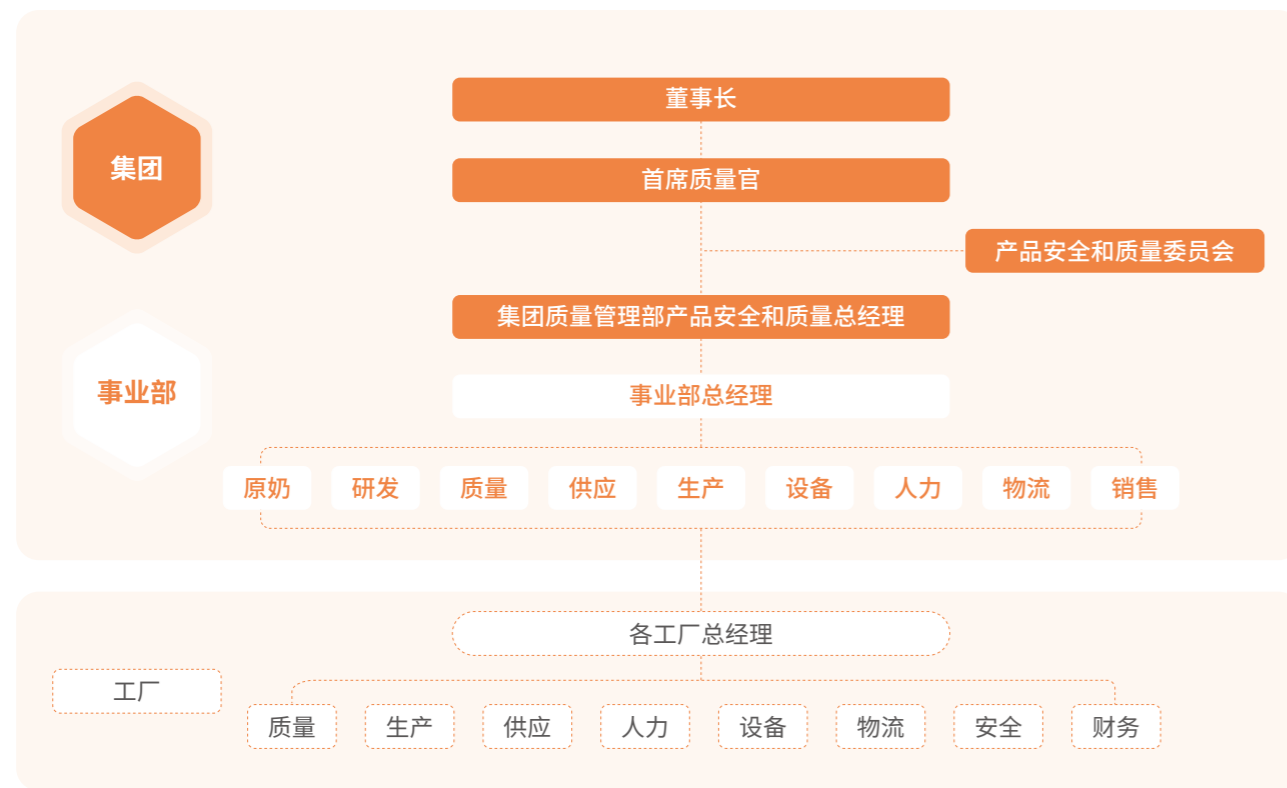 董事长
集团
首席质量官
产品安全和质量委员会
集团质量管理部产品安全和质量总经理
事业部
事业部总经理
原奶 研发 质量 供应 生产 设备 人力 物流 销售
各工厂总经理
工厂
质量 生产 供应 人力 设备 物流 安全 财务